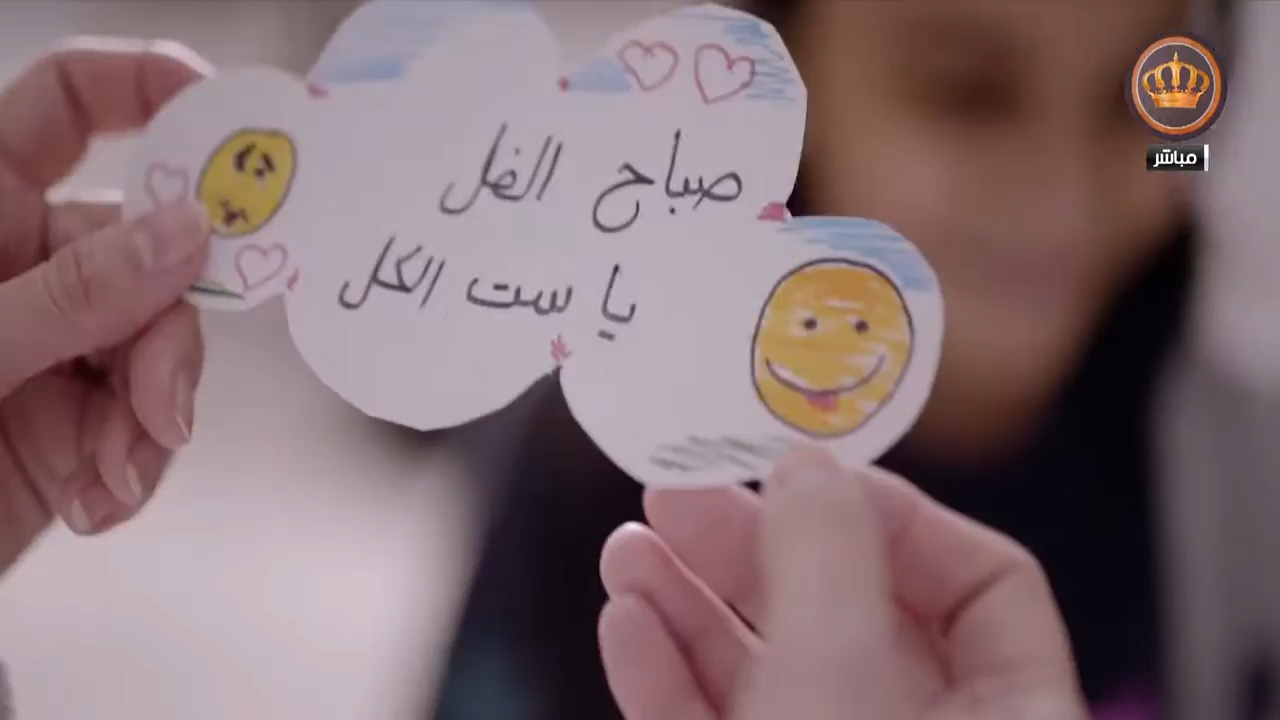 صباح الفل
يا ست الكل
مباشر